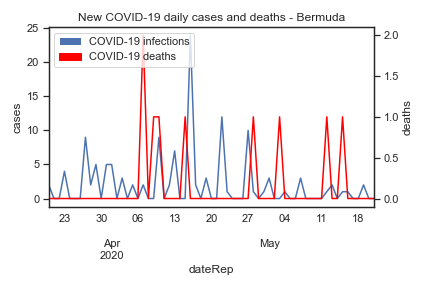 New COVID-19 daily cases and deaths - Bermuda
COVID-19 infections
COVID-19 deaths
cases
25
20
15
10
5
0
deaths
2.0
1.5
1.0
0.5
0.0
23 30 06 13 20 27 04 11 18
Apr May
2020
dateRep